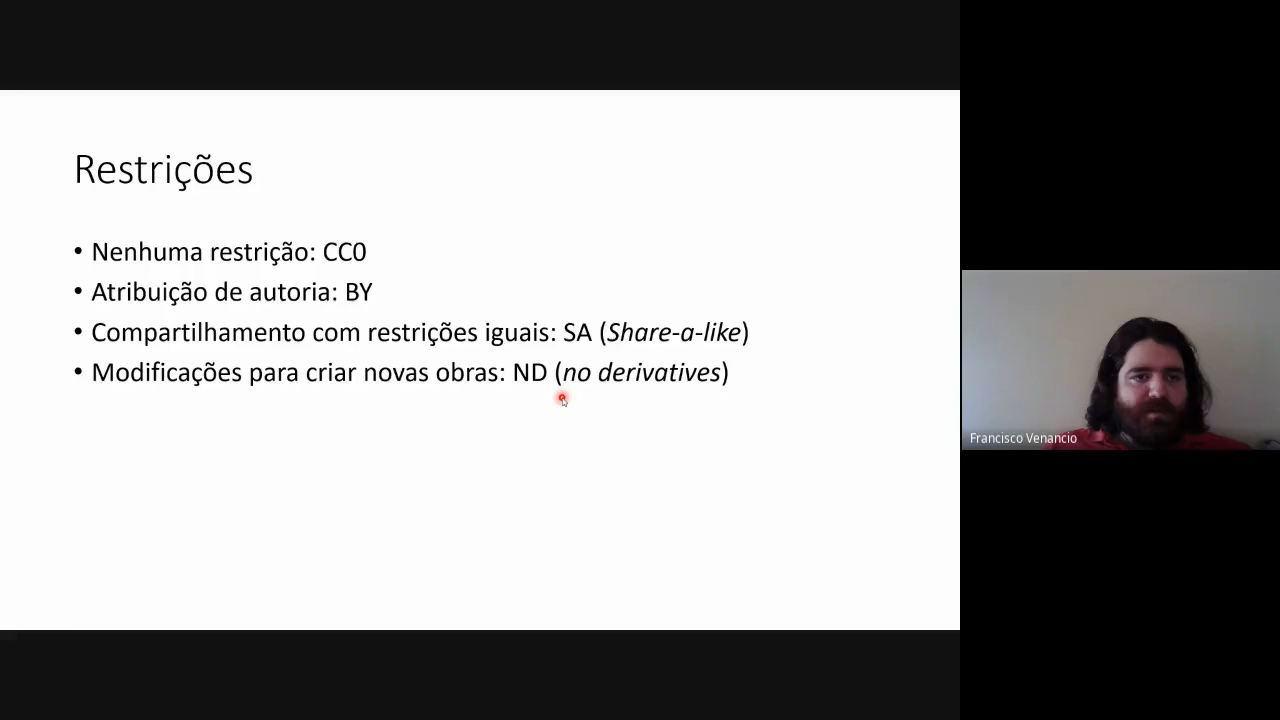 Restrições
• Nenhuma restrição: CC0
• Atribuição de autoria: BY
• Compartilhamento com restrições iguais: SA (Share-a-like)
• Modificações para criar novas obras: ND (no derivatives)
Francisco Venancio